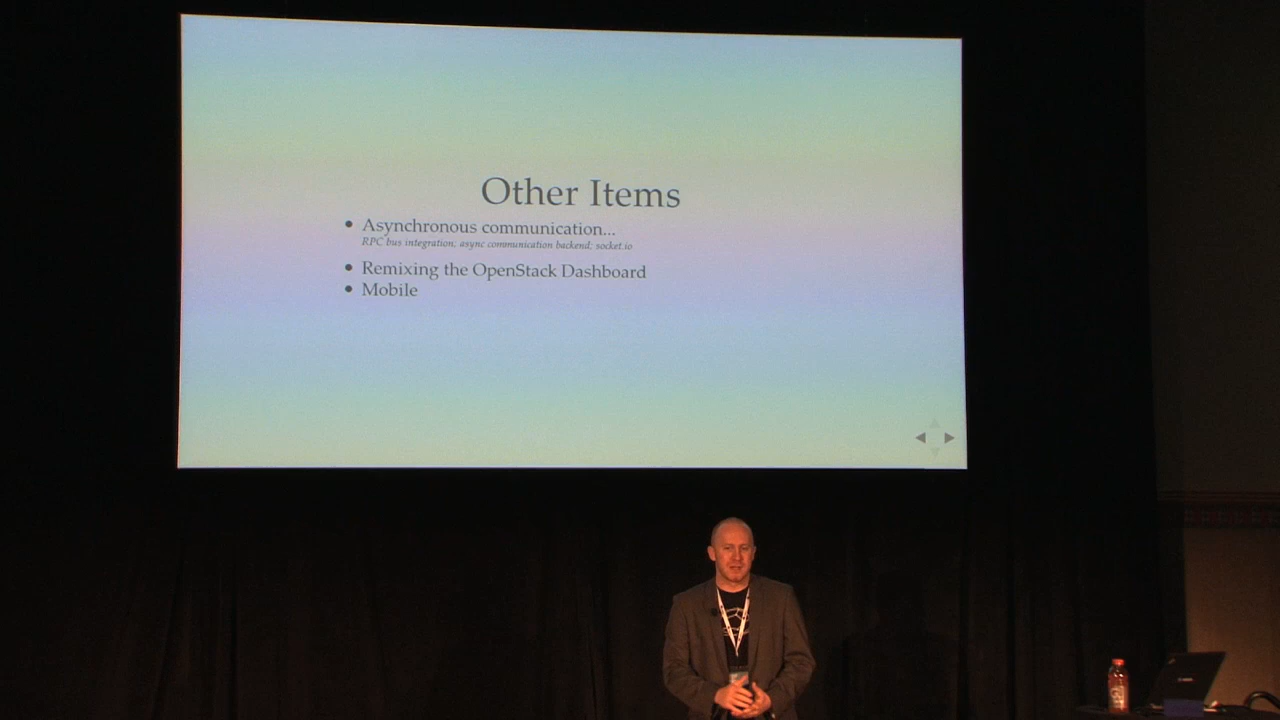 Other Items
• Asynchronous communication...
RPC bus integration; async communication backend; socket.io
• Remixing the OpenStack Dashboard
• Mobile